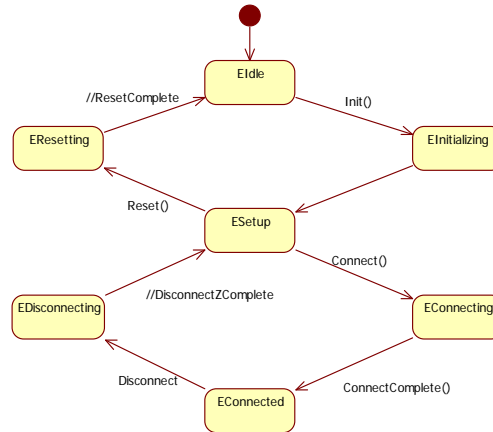 EIdle
//ResetComplete
Init()
EResetting
EInitializing
Reset()
ESetup
Connect()
EDisconnecting
//DisconnectZComplete
EConnecting
Disconnect
ConnectComplete()
EConnected